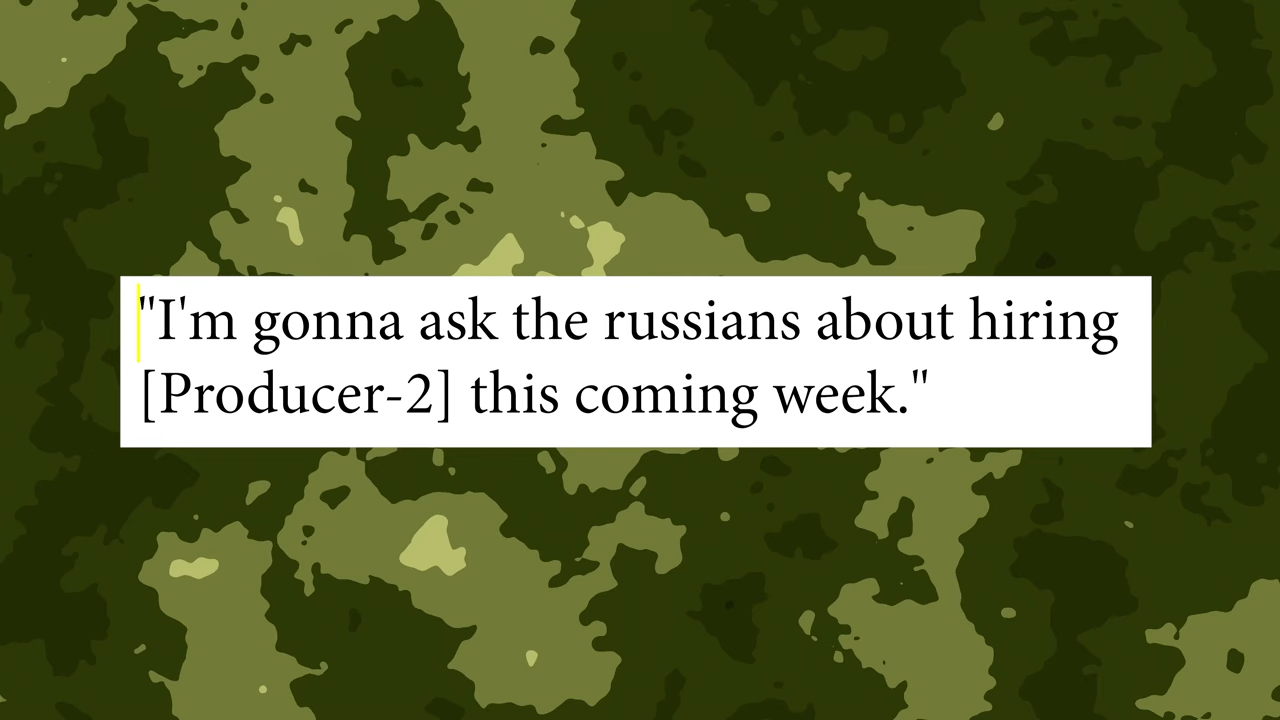 "I'm gonna ask the russians about hiring
[Producer-2] this coming week."